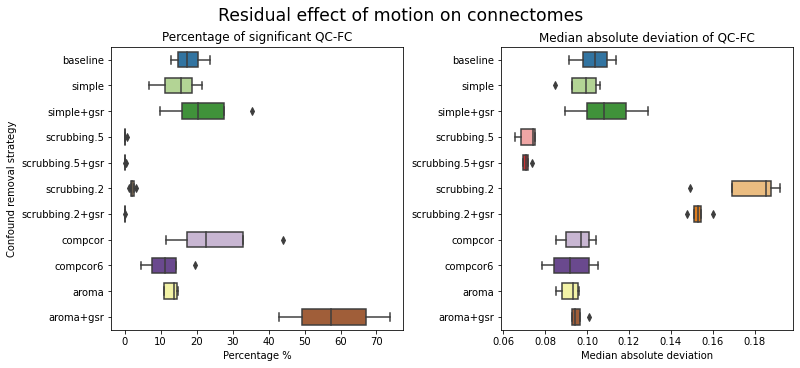 Residual effect of motion on connectomes
Percentage of significant QC-FC
Confound removal strategy
baseline
simple
simple+gsr
scrubbing.5
scrubbing.5+gsr
scrubbing.2
scrubbing.2+gsr
compcor
compcor6
aroma
aroma+gsr
0 10 20 30 40 50 60 70
Percentage %
Median absolute deviation of QC-FC
baseline
simple
simple+gsr
scrubbing.5
scrubbing.5+gsr
scrubbing.2
scrubbing.2+gsr
compcor
compcor6
aroma
aroma+gsr
0.06 0.08 0.10 0.12 0.14 0.16 0.18
Median absolute deviation